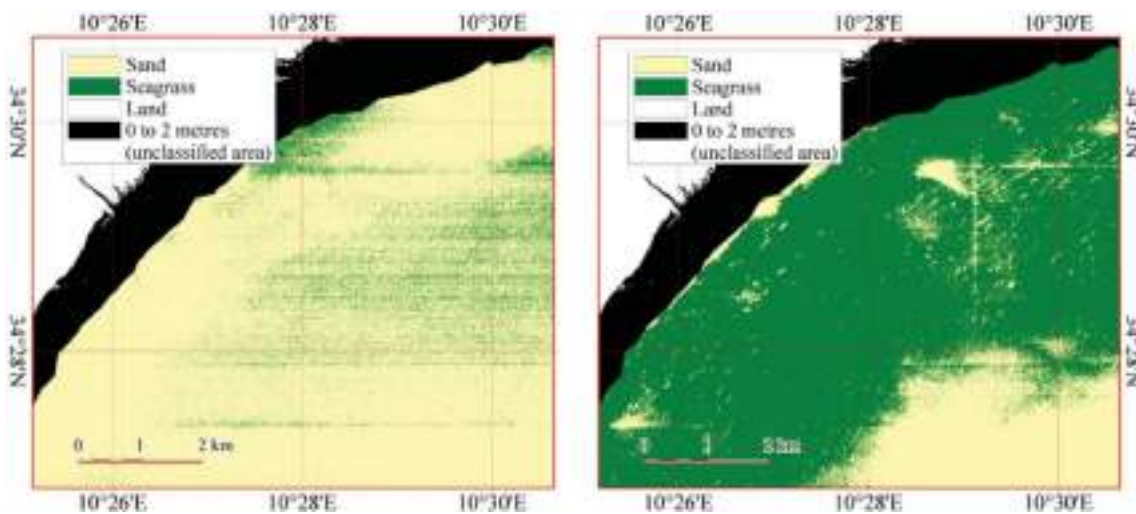 10°26'E 10°28'E 10°30'E
Sand
Seagrass
Land
0 to 2 metres
(unclassified area)
34°30'N
34°28'N
0 1 2 km
10°26'E 10°28'E 10°30'E
10°26'E 10°28'E 10°30'E
Sand
Seagrass
Land
0 to 2 metres
(unclassified area)
34°30'N
34°28'N
0 1 2 km
10°26'E 10°28'E 10°30'E